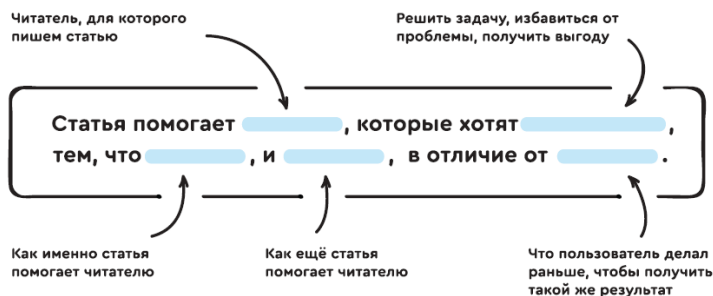 Читатель, для которого
пишем статью
Решить задачу, избавиться от
проблемы, получить выгоду
Статья помогает , которые хотят ,
тем, что , и , в отличие от .
Как именно статья
помогает читателю
Как ещё статья
помогает читателю
Что пользователь делал
раньше, чтобы получить
такой же результат